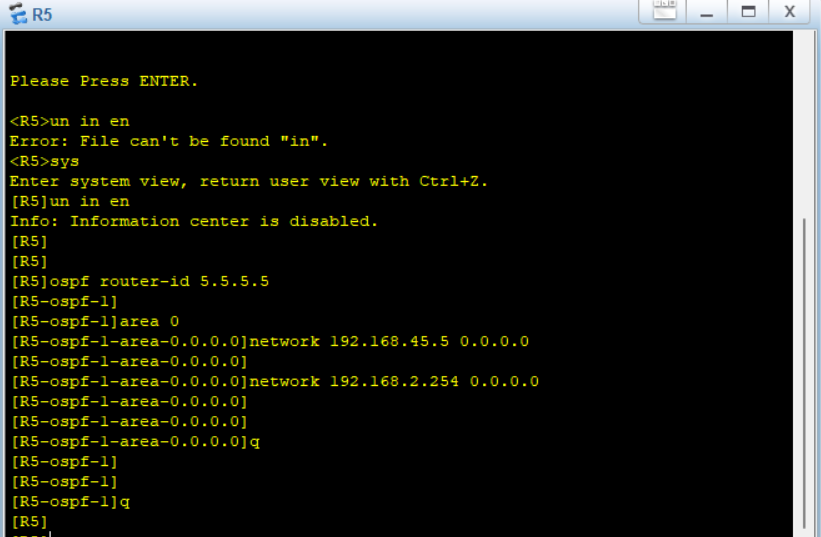 R5
Please Press ENTER.
<R5>un in en
Error: File can't be found "in".
<R5>sys
Enter system view, return user view with Ctrl+Z.
[R5]un in en
Info: Information center is disabled.
[R5]
[R5]
[R5]ospf router-id 5.5.5.5
[R5-ospf-1]
[R5-ospf-1]area 0
[R5-ospf-1-area-0.0.0.0]network 192.168.45.5 0.0.0.0
[R5-ospf-1-area-0.0.0.0]
[R5-ospf-1-area-0.0.0.0]network 192.168.2.254 0.0.0.0
[R5-ospf-1-area-0.0.0.0]
[R5-ospf-1-area-0.0.0.0]
[R5-ospf-1-area-0.0.0.0]q
[R5-ospf-1]
[R5-ospf-1]
[R5-ospf-1]q
[R5]